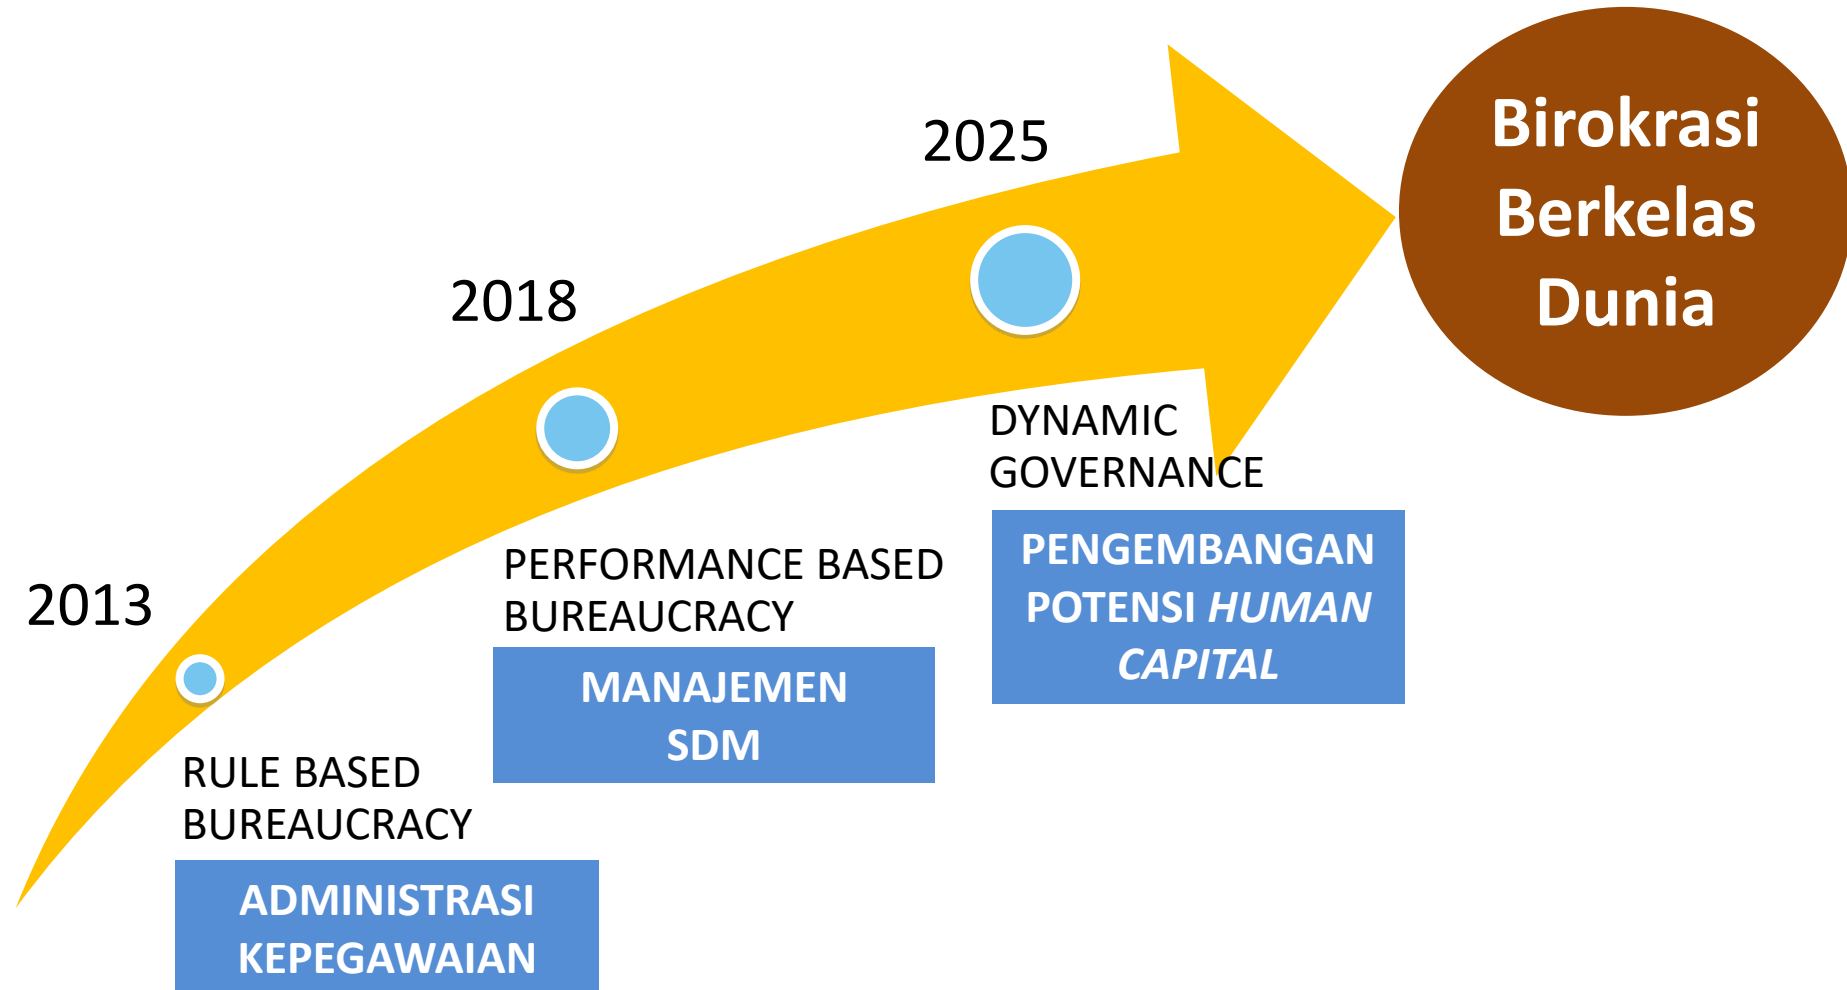 2013
RULE BASED
BUREAUCRACY
ADMINISTRASI
KEPEGAWAIAN
2018
PERFORMANCE BASED
BUREAUCRACY
MANAJEMEN
SDM
2025
DYNAMIC
GOVERNANCE
PENGEMBANGAN
POTENSI HUMAN
CAPITAL
Birokrasi
Berkelas
Dunia